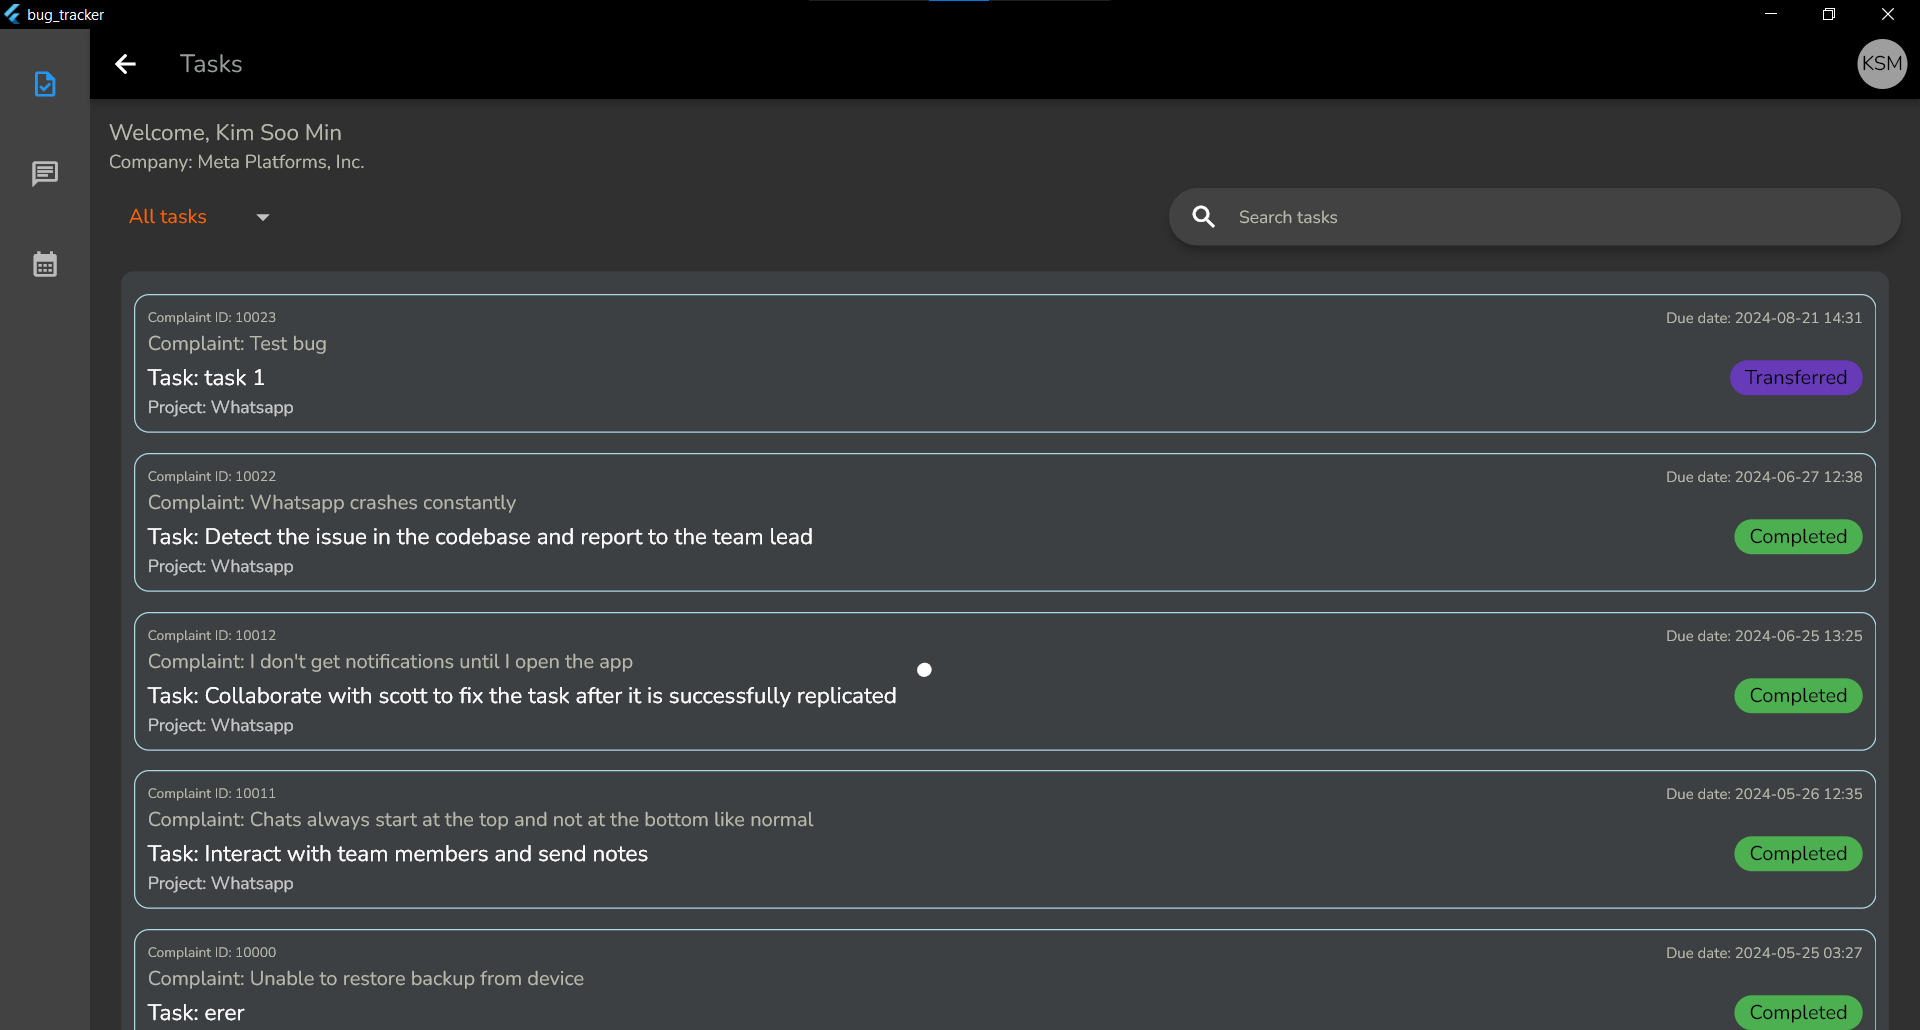 bug_tracker
Tasks
KSM
Welcome, Kim Soo Min
Company: Meta Platforms, Inc.
All tasks
Search tasks
Complaint ID: 10023
Due date: 2024-08-21 14:31
Complaint: Test bug
Task: task 1
Transferred
Project: Whatsapp
Complaint ID: 10022
Due date: 2024-06-27 12:38
Complaint: Whatsapp crashes constantly
Task: Detect the issue in the codebase and report to the team lead
Completed
Project: Whatsapp
Complaint ID: 10012
Due date: 2024-06-25 13:25
Complaint: I don't get notifications until I open the app
Task: Collaborate with scott to fix the task after it is successfully replicated
Completed
Project: Whatsapp
Complaint ID: 10011
Due date: 2024-05-26 12:35
Complaint: Chats always start at the top and not at the bottom like normal
Task: Interact with team members and send notes
Completed
Project: Whatsapp
Complaint ID: 10000
Due date: 2024-05-25 03:27
Complaint: Unable to restore backup from device
Task: erer
Completed